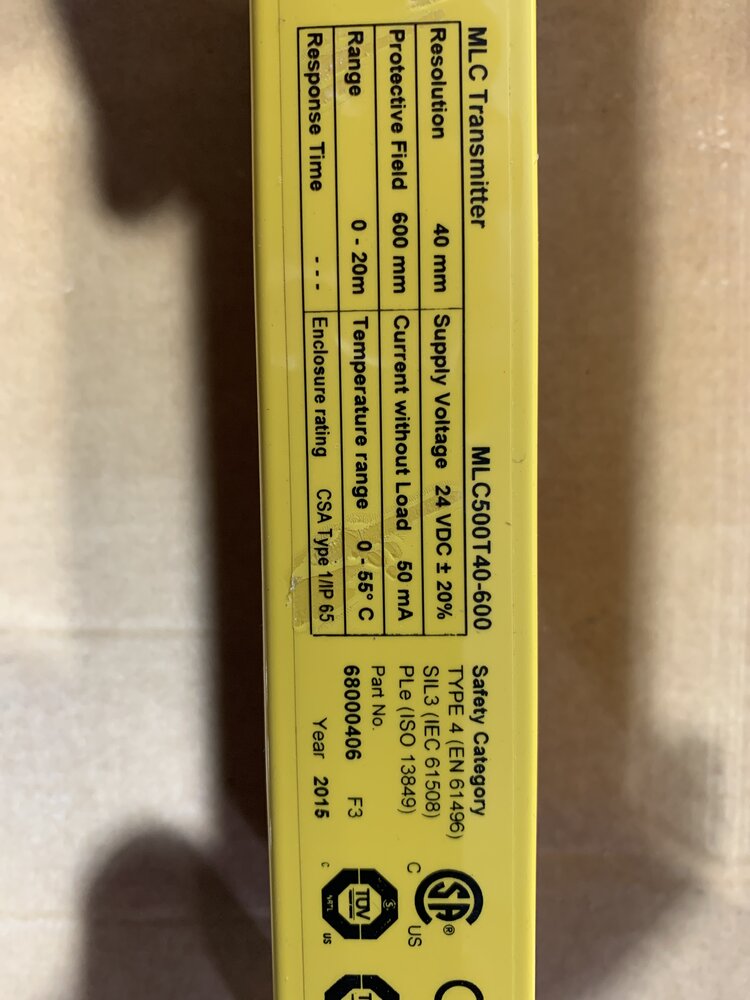 MLC Transmitter MLC500T40-600
Resolution 40 mm Supply Voltage 24 VDC ± 20%
Protective Field 600 mm Current without Load 50 mA
Range 0 - 20m Temperature range 0 - 55° C
Response Time - - - Enclosure rating CSA Type 1/IP 65
Safety Category
TYPE 4 (EN 61496)
SIL3 (IEC 61508)
PLe (ISO 13849)
Part No.
68000406 F3
Year 2015
C SA® US
C TÜV NRTL US